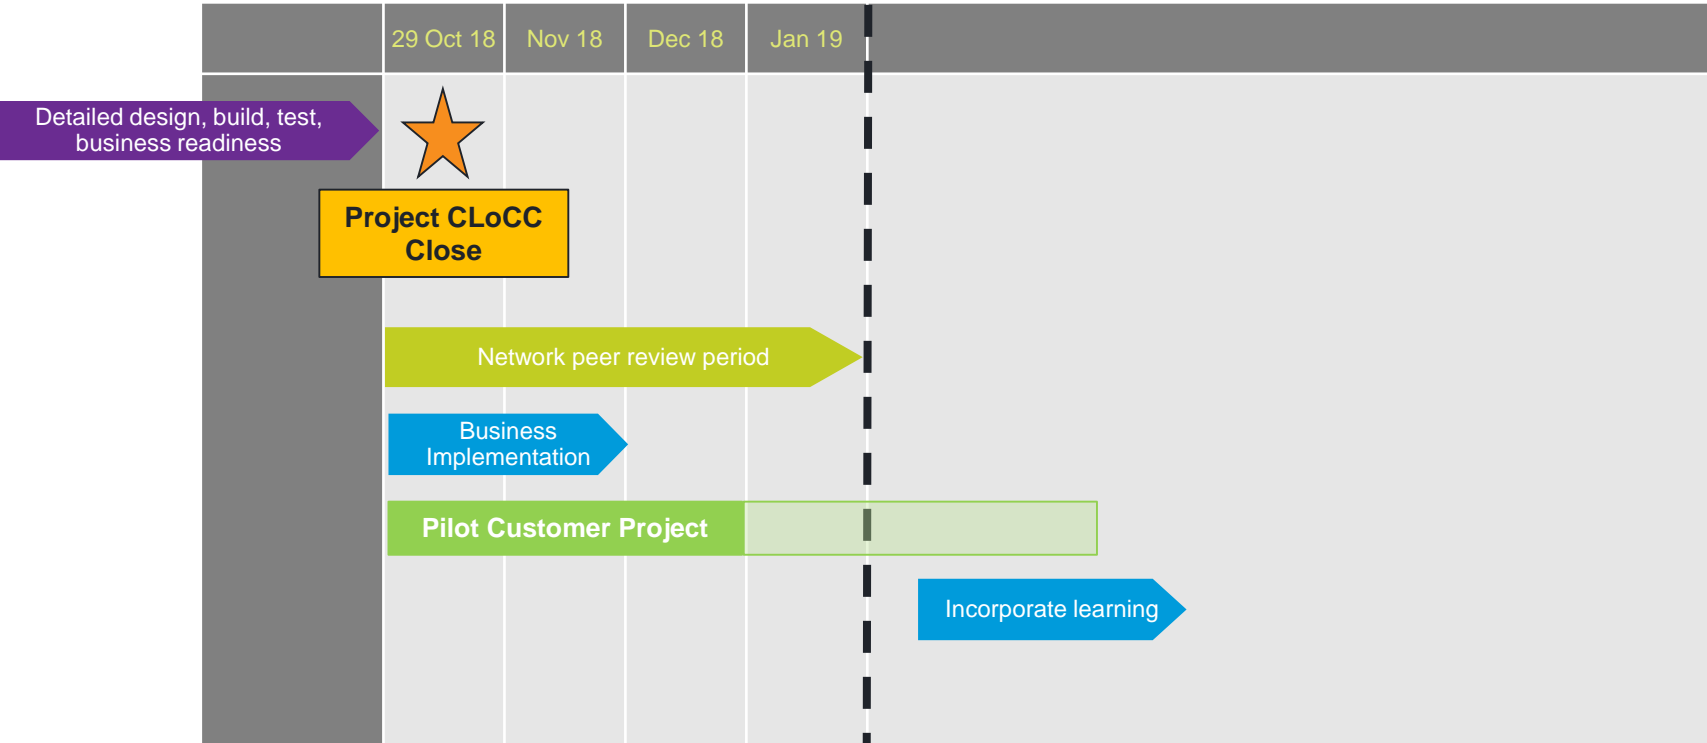 29 Oct 18
Nov 18
Dec 18
Jan 19
Detailed design, build, test,
business readiness
Project CLoCC
Close
Network peer review period
Business
Implementation
Pilot Customer Project
Incorporate learning